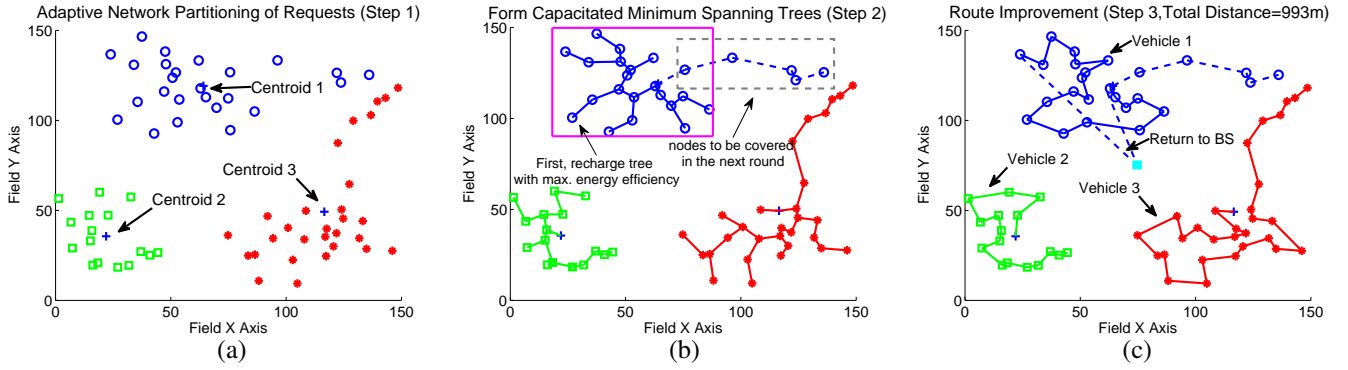 Adaptive Network Partitioning of Requests (Step 1)
150
100
50
0
Field Y Axis
0
50
100
150
Field X Axis
Centroid 1
Centroid 3
Centroid 2
(a)
Form Capacitated Minimum Spanning Trees (Step 2)
150
100
50
0
Field Y Axis
0
50
100
150
Field X Axis
nodes to be covered
in the next round
First, recharge tree
with max. energy efficiency
(b)
Route Improvement (Step 3,Total Distance=993m)
150
100
50
0
Field Y Axis
0
50
100
150
Field X Axis
Vehicle 1
Return to BS
Vehicle 2
Vehicle 3
(c)